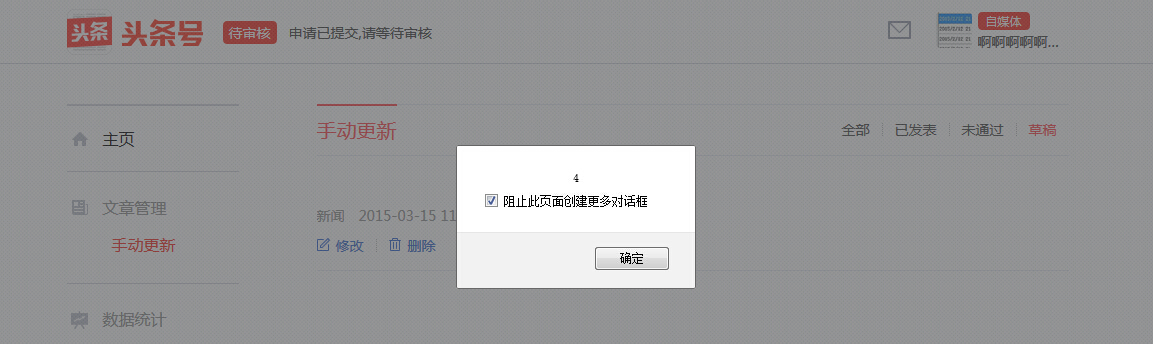 头条 头条号 待审核 申请已提交,请等待审核
自媒体
啊啊啊啊啊...
主页
手动更新
全部 已发表 未通过 草稿
4
阻止此页面创建更多对话框
文章管理
新闻 2015-03-15 11
手动更新
修改 删除
确定
数据统计